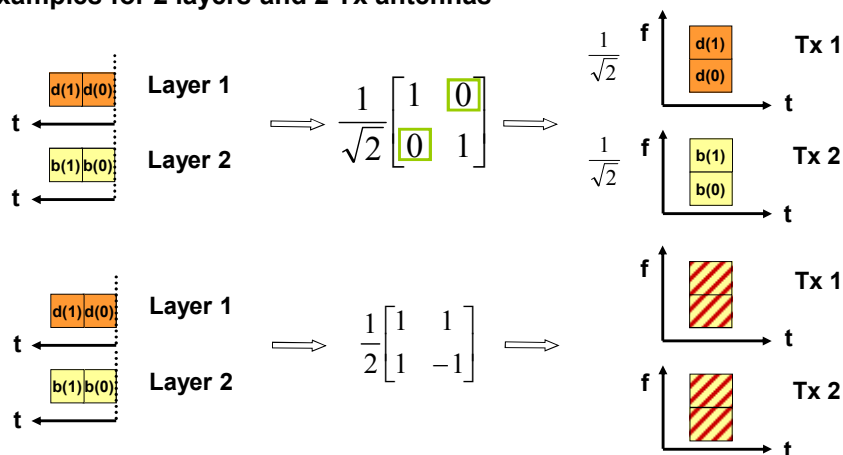 xamples for 2 layers and 2 Tx antennas
d(1) d(0)
Layer 1
t
b(1) b(0)
Layer 2
t
1/√2 [1 0
0 1]
1/√2
f
d(1)
d(0)
Tx 1
t
1/√2
f
b(1)
b(0)
Tx 2
t
d(1) d(0)
Layer 1
t
b(1) b(0)
Layer 2
t
1/2 [1 1
1 −1]
f
Tx 1
t
f
Tx 2
t